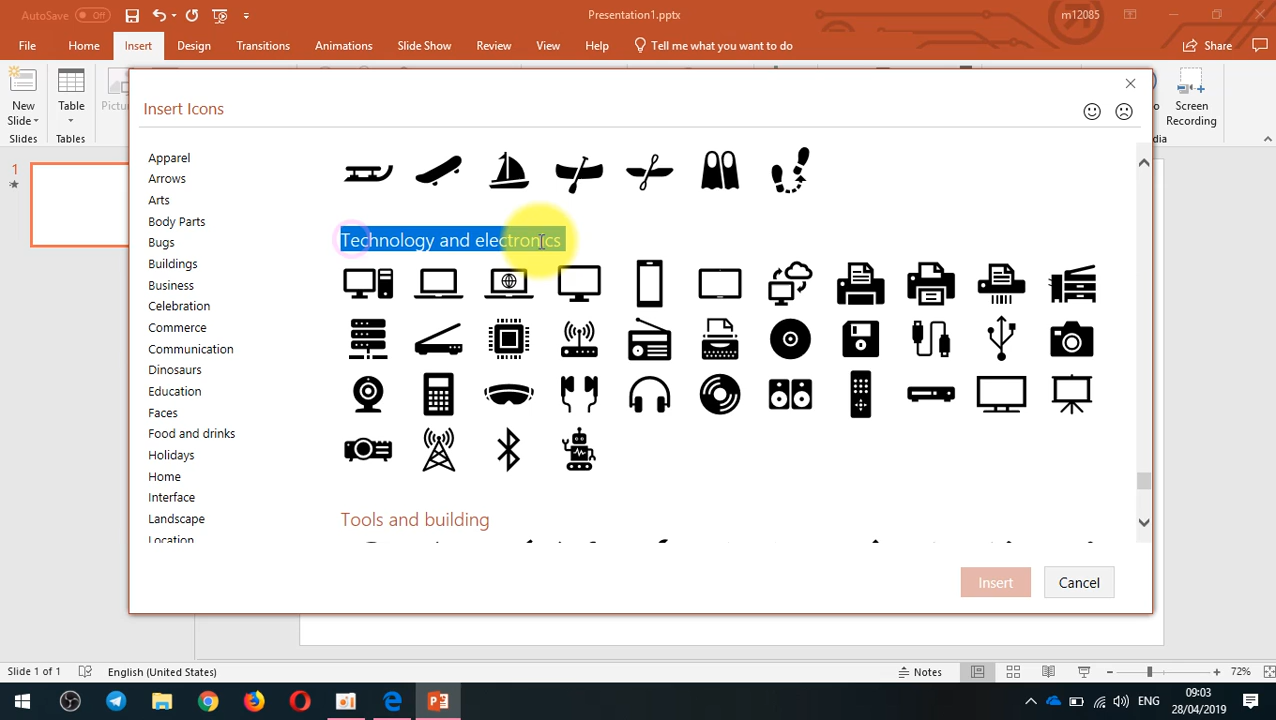 AutoSave Off
Presentation1.pptx
m12085
File Home Insert Design Transitions Animations Slide Show Review View Help Tell me what you want to do Share
New Slide
Table
Screen Recording
Slides
Tables
Insert Icons
Apparel
Arrows
Arts
Body Parts
Bugs
Buildings
Business
Celebration
Commerce
Communication
Dinosaurs
Education
Faces
Food and drinks
Holidays
Home
Interface
Landscape
Location
Technology and electronics
Tools and building
Insert
Cancel
1
Slide 1 of 1 English (United States) Notes 72%
ENG
09:03
28/04/2019